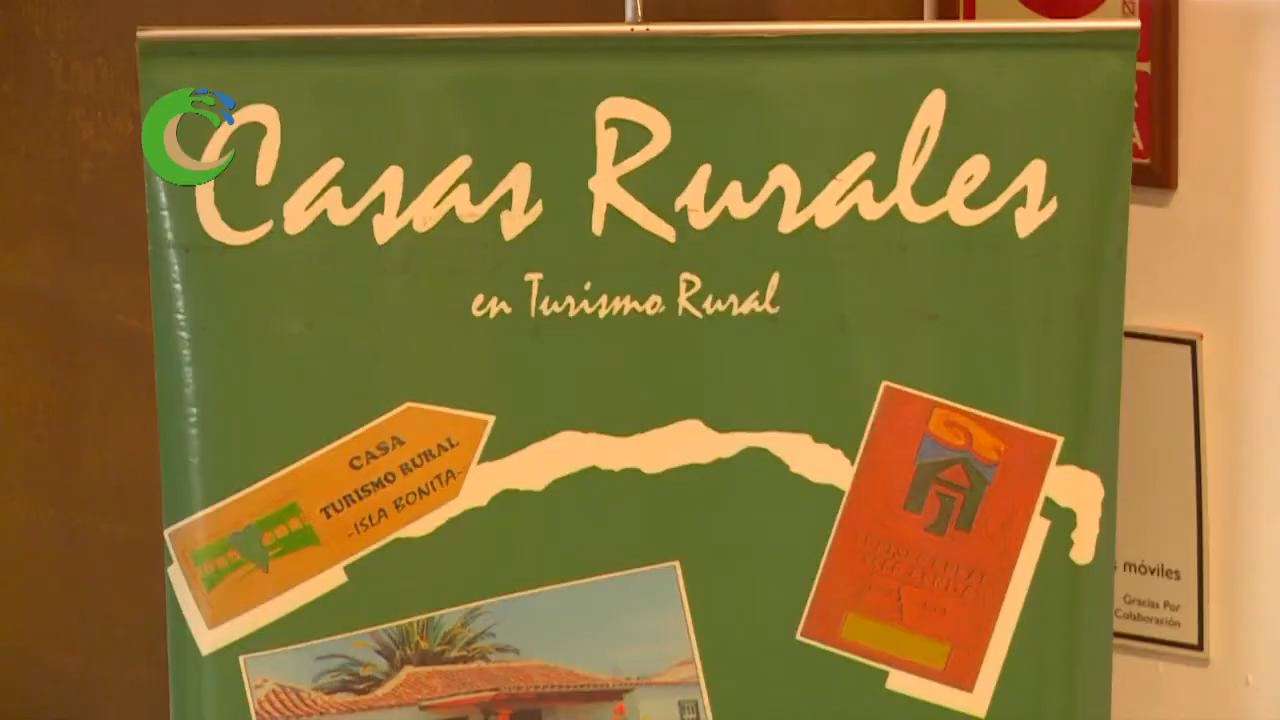 Casas Rurales
en Turismo Rural
CASA
TURISMO RURAL
-ISLA BONITA-
móviles
Gracias Por
Colaboración